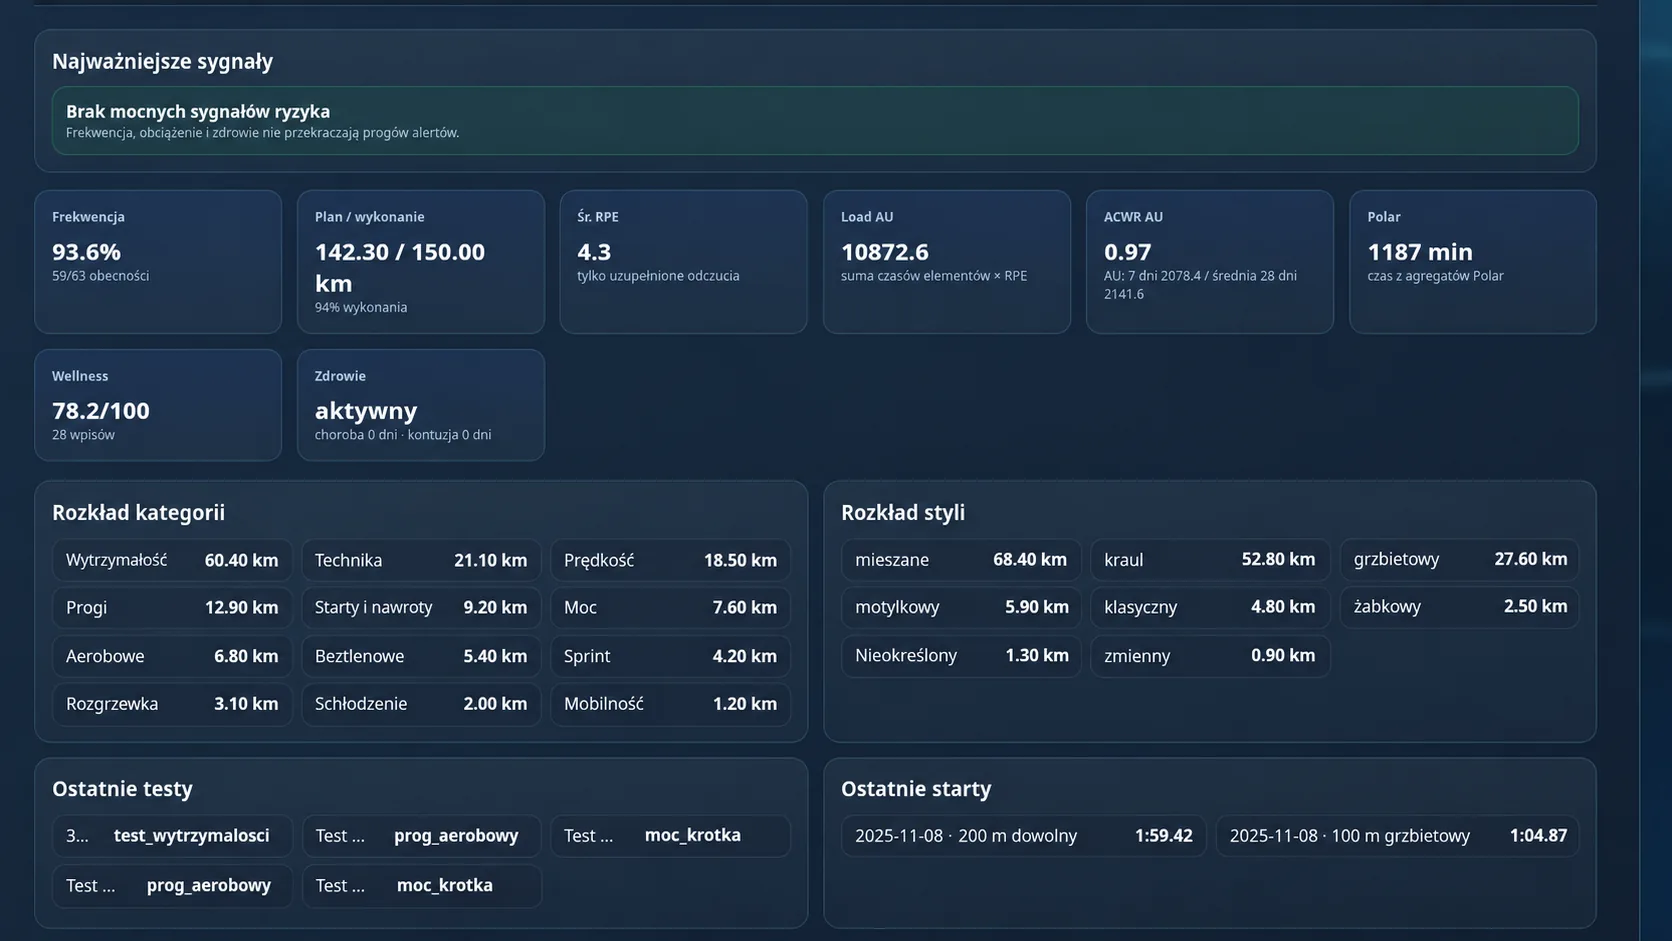 Najważniejsze sygnały
Brak mocnych sygnałów ryzyka
Frekwencja, obciążenie i zdrowie nie przekraczają progów alertów.
Frekwencja
93.6%
59/63 obecności
Plan / wykonanie
142.30 / 150.00
km
94% wykonania
Śr. RPE
4.3
tylko uzupełnione odczucia
Load AU
10872.6
suma czasów elementów × RPE
ACWR AU
0.97
AU: 7 dni 2078.4 / średnia 28 dni
2141.6
Polar
1187 min
czas z agregatów Polar
Wellness
78.2/100
28 wpisów
Zdrowie
aktywny
choroba 0 dni · kontuzja 0 dni
Rozkład kategorii
Wytrzymałość 60.40 km
Technika 21.10 km
Prędkość 18.50 km
Progi 12.90 km
Starty i nawroty 9.20 km
Moc 7.60 km
Aerobowe 6.80 km
Beztlenowe 5.40 km
Sprint 4.20 km
Rozgrzewka 3.10 km
Schłodzenie 2.00 km
Mobilność 1.20 km
Rozkład styli
mieszane 68.40 km
kraul 52.80 km
grzbietowy 27.60 km
motylkowy 5.90 km
klasyczny 4.80 km
żabkowy 2.50 km
Nieokreślony 1.30 km
zmienny 0.90 km
Ostatnie testy
3... test_wytrzymalosci
Test ... prog_aerobowy
Test ... moc_krotka
Test ... prog_aerobowy
Test ... moc_krotka
Ostatnie starty
2025-11-08 · 200 m dowolny 1:59.42
2025-11-08 · 100 m grzbietowy 1:04.87